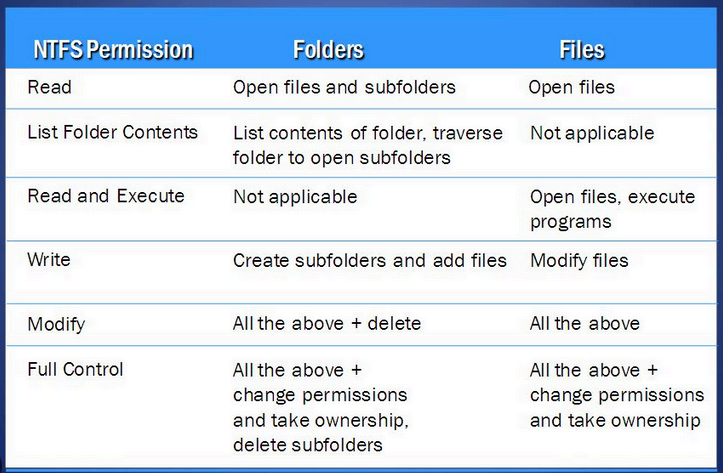 NTFS Permission Folders Files
Read Open files and subfolders Open files
List Folder Contents List contents of folder, traverse Not applicable
folder to open subfolders
Read and Execute Not applicable Open files, execute
programs
Write Create subfolders and add files Modify files
Modify All the above + delete All the above
Full Control All the above + All the above +
change permissions change permissions
and take ownership, and take ownership
delete subfolders